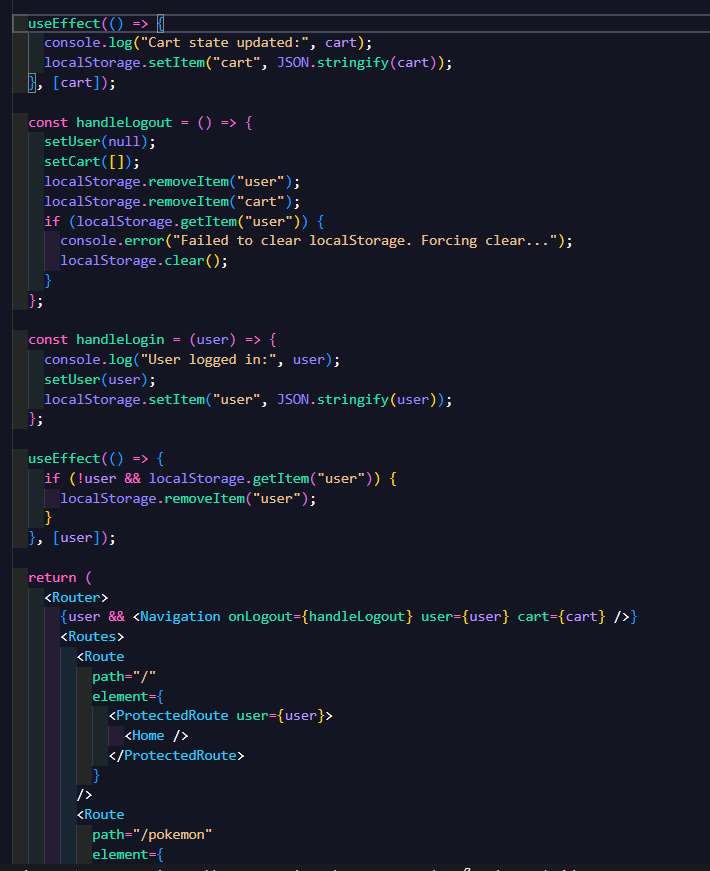 useEffect(() => {
  console.log("Cart state updated:", cart);
  localStorage.setItem("cart", JSON.stringify(cart));
}, [cart]);

const handleLogout = () => {
  setUser(null);
  setCart([]);
  localStorage.removeItem("user");
  localStorage.removeItem("cart");
  if (localStorage.getItem("user")) {
    console.error("Failed to clear localStorage. Forcing clear...");
    localStorage.clear();
  }
};

const handleLogin = (user) => {
  console.log("User logged in:", user);
  setUser(user);
  localStorage.setItem("user", JSON.stringify(user));
};

useEffect(() => {
  if (!user && localStorage.getItem("user")) {
    localStorage.removeItem("user");
  }
}, [user]);

return (
  <Router>
    {user && <Navigation onLogout={handleLogout} user={user} cart={cart} />}
    <Routes>
      <Route
        path="/"
        element={
          <ProtectedRoute user={user}>
            <Home />
          </ProtectedRoute>
        }
      />
      <Route
        path="/pokemon"
        element={